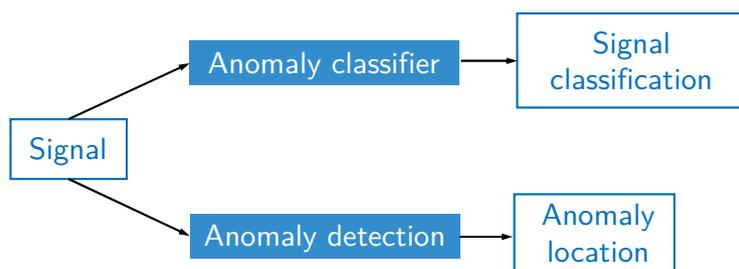 Signal
Anomaly classifier
Signal
classification
Anomaly detection
Anomaly
location